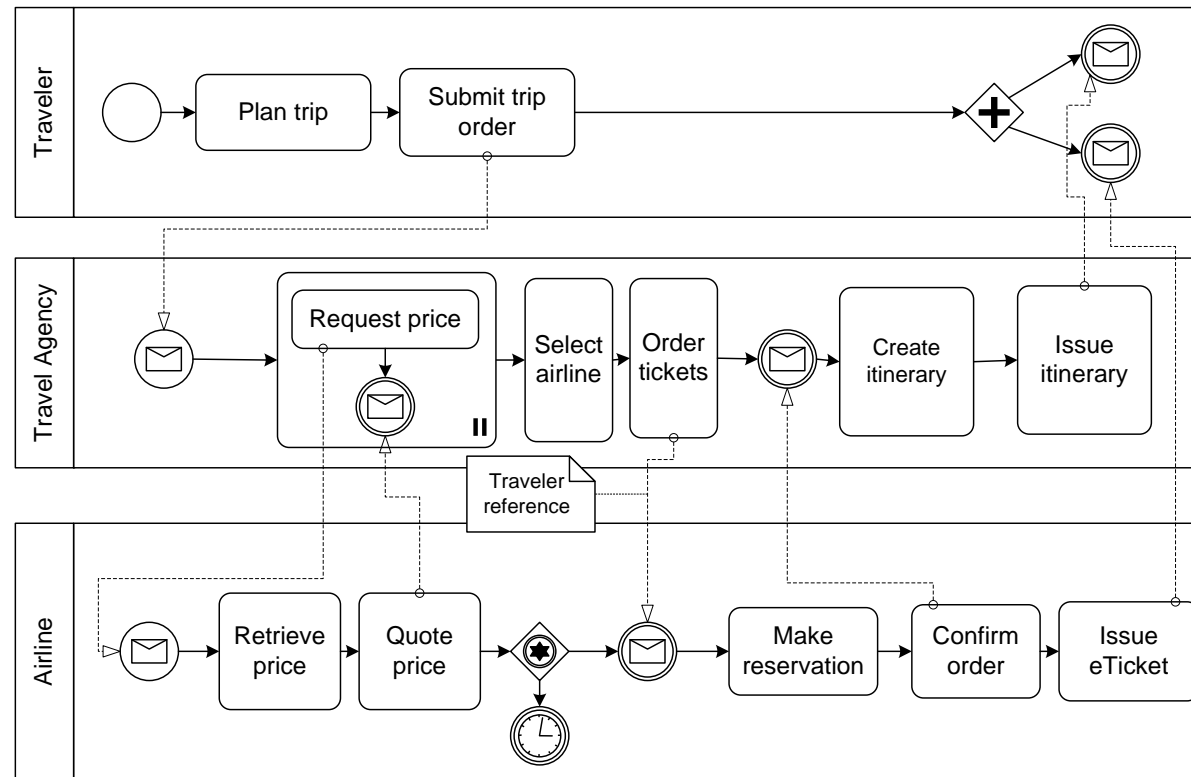 Traveler
Plan trip
Submit trip
order
Travel Agency
Request price
Select
airline
Order
tickets
Create
itinerary
Issue
itinerary
Traveler
reference
Airline
Retrieve
price
Quote
price
Make
reservation
Confirm
order
Issue
eTicket